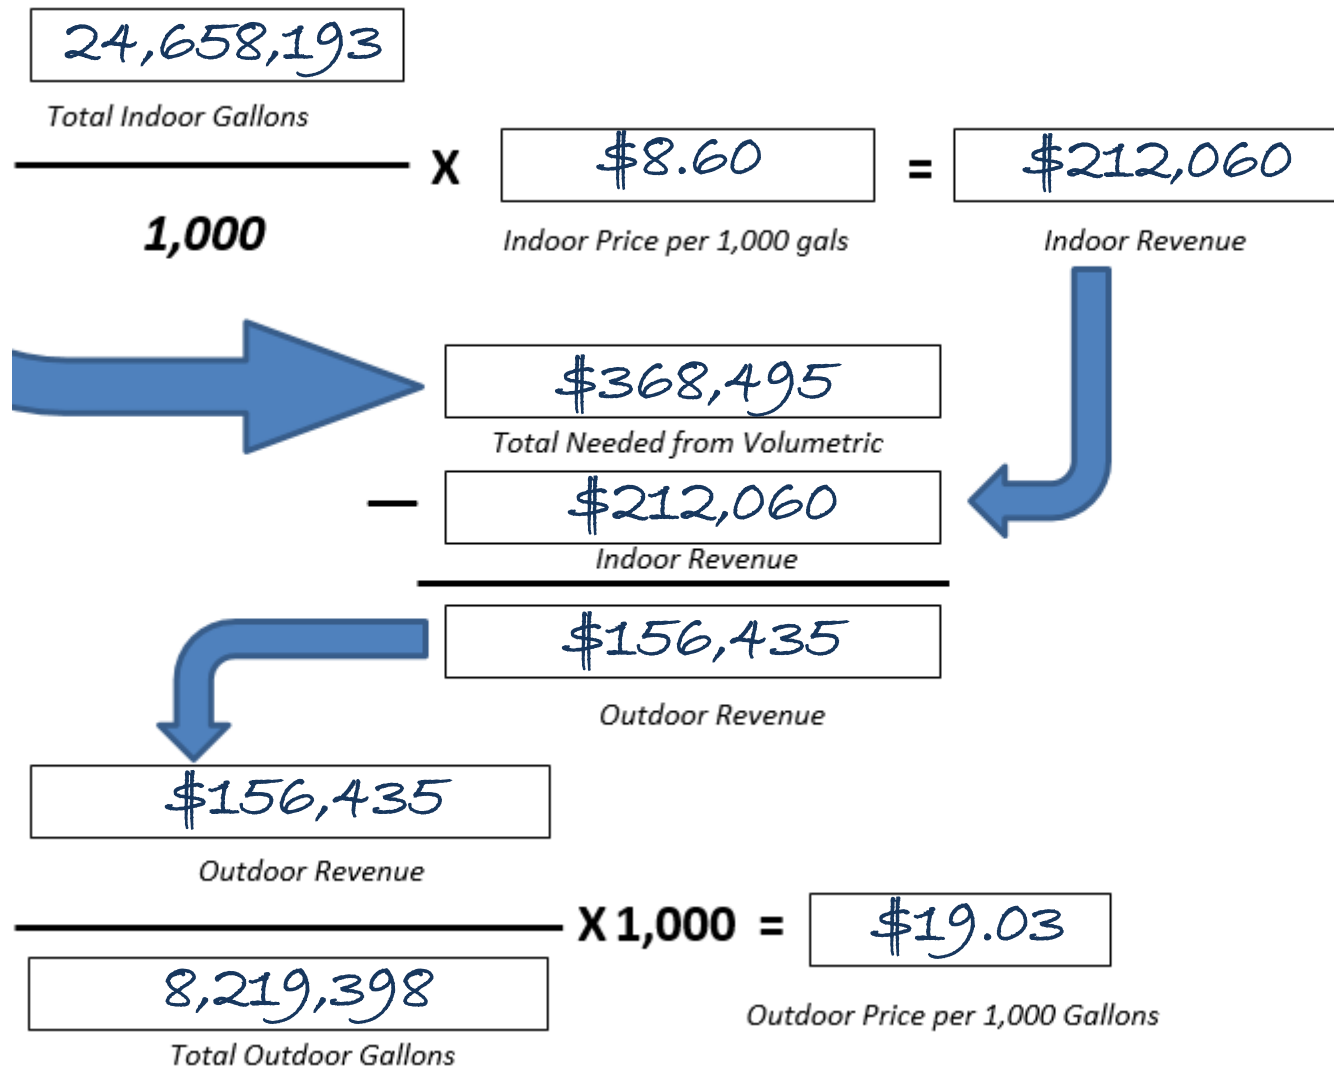 24,658,193
Total Indoor Gallons
X $8.60 = $212,060
1,000
Indoor Price per 1,000 gals
Indoor Revenue
$368,495
Total Needed from Volumetric
— $212,060
Indoor Revenue
$156,435
Outdoor Revenue
$156,435
Outdoor Revenue
X 1,000 = $19.03
8,219,398
Outdoor Price per 1,000 Gallons
Total Outdoor Gallons